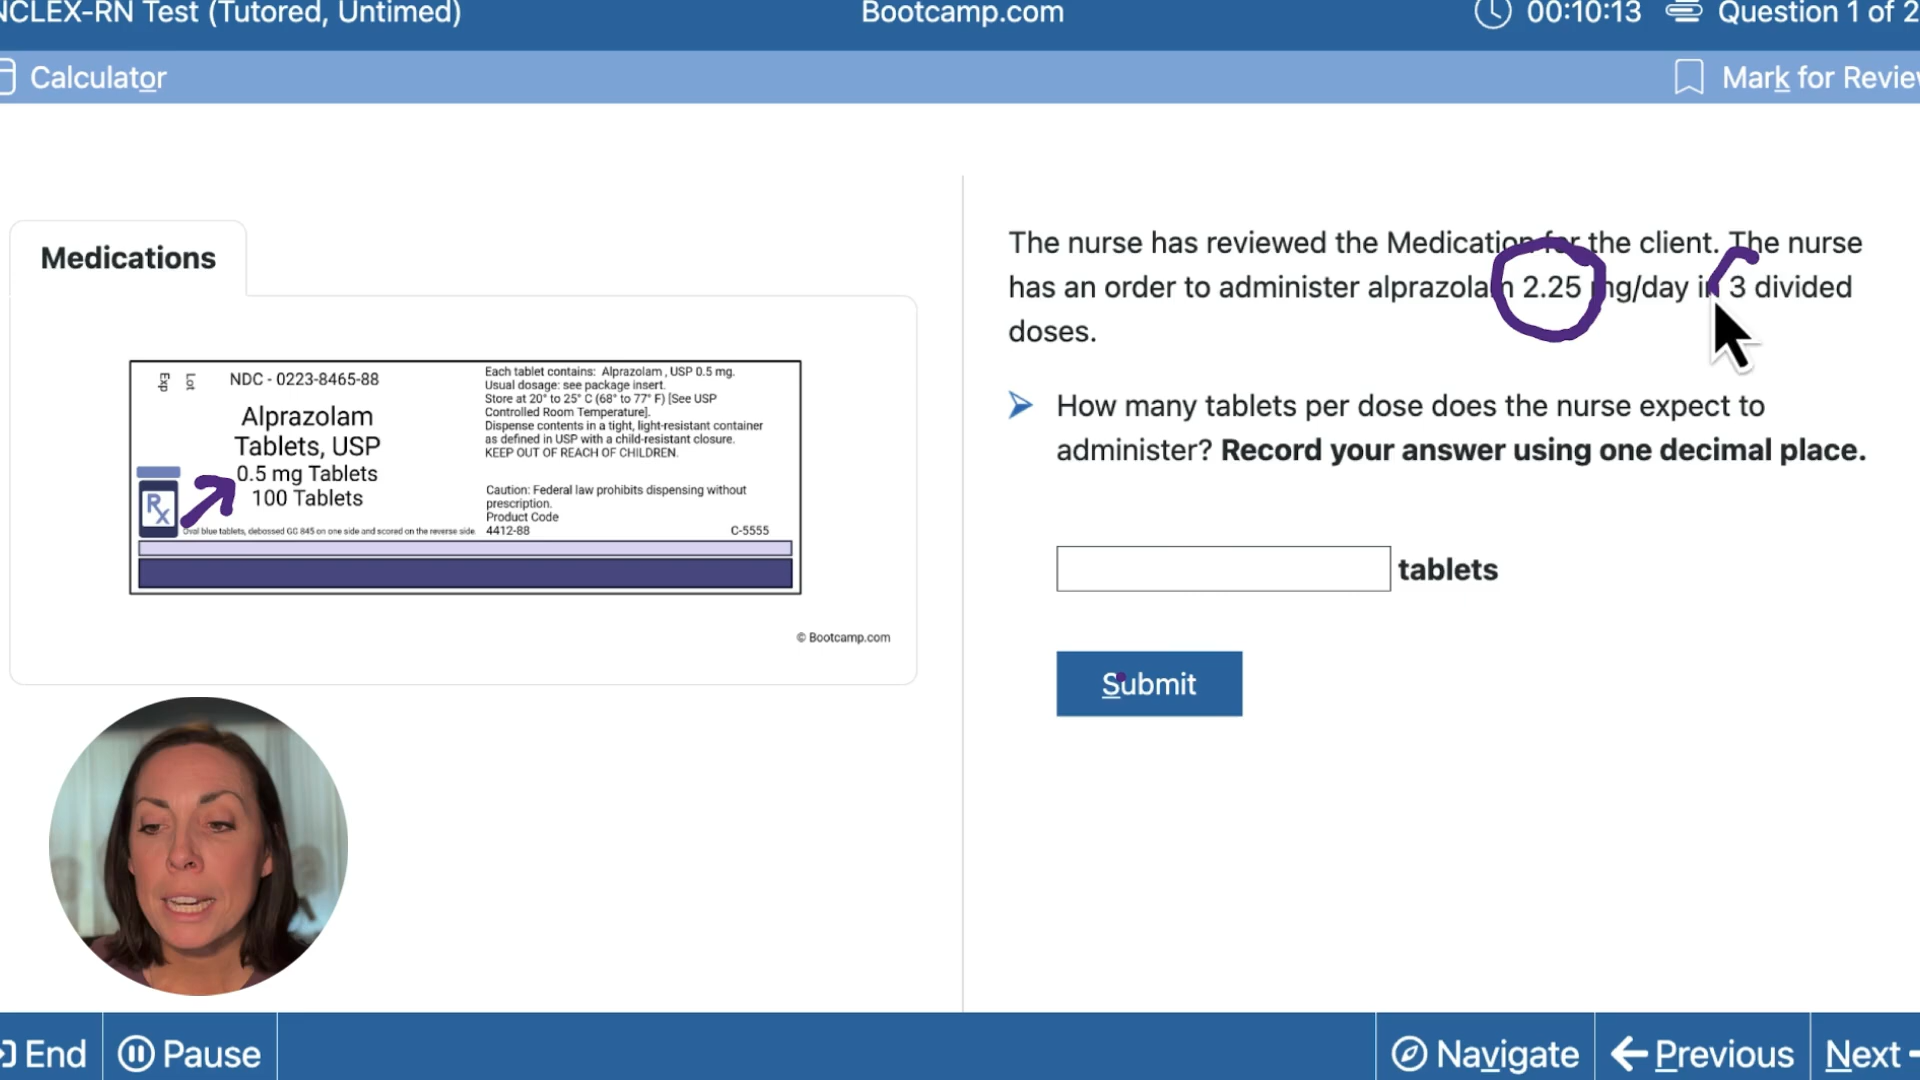 NCLEX-RN Test (Tutored, Untimed)
Bootcamp.com
00:10:13
Question 1 of 2
Calculator
Mark for Review
Medications
Exp
Lot
NDC - 0223-8465-88
Alprazolam
Tablets, USP
0.5 mg Tablets
100 Tablets
Rx
Oval blue tablets, debossed GG 845 on one side and scored on the reverse side.
Each tablet contains: Alprazolam , USP 0.5 mg.
Usual dosage: see package insert.
Store at 20° to 25° C (68° to 77° F) [See USP
Controlled Room Temperature].
Dispense contents in a tight, light-resistant container
as defined in USP with a child-resistant closure.
KEEP OUT OF REACH OF CHILDREN.
Caution: Federal law prohibits dispensing without
prescription.
Product Code
4412-88
C-5555
© Bootcamp.com
The nurse has reviewed the Medication for the client. The nurse
has an order to administer alprazolam 2.25 mg/day in 3 divided
doses.
How many tablets per dose does the nurse expect to
administer? Record your answer using one decimal place.
tablets
Submit
End
Pause
Navigate
Previous
Next